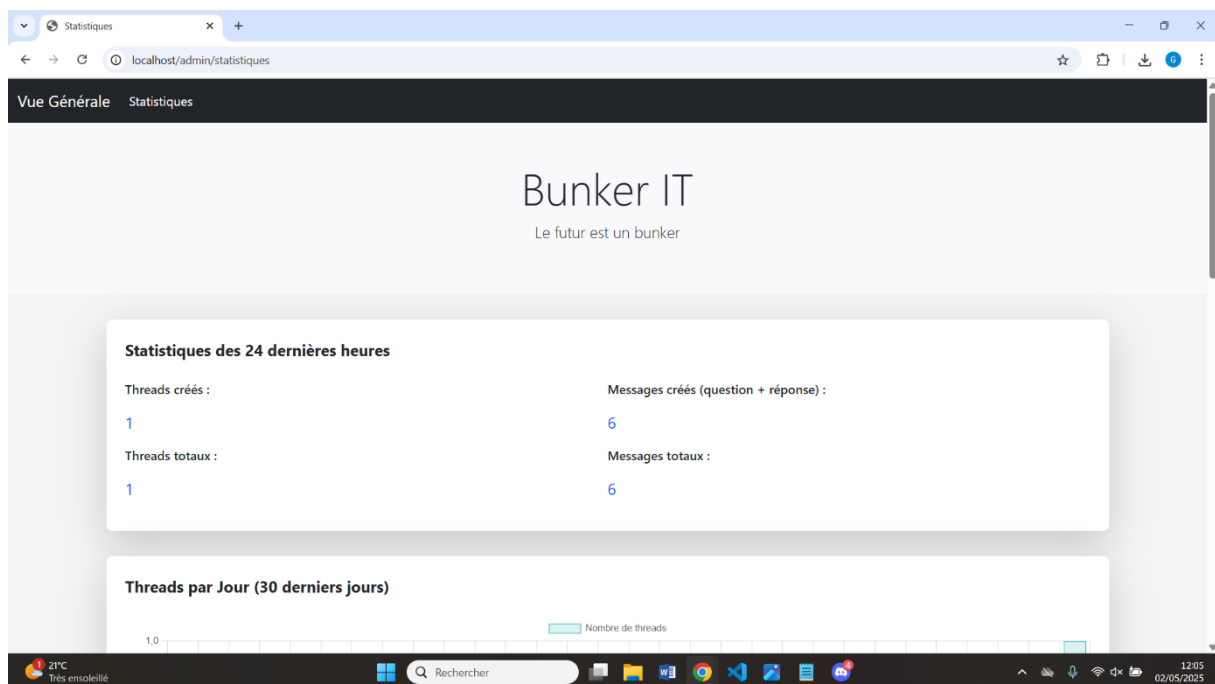 Statistiques
localhost/admin/statistiques
G
Vue Générale Statistiques
Bunker IT
Le futur est un bunker
Statistiques des 24 dernières heures
Threads créés :
1
Messages créés (question + réponse) :
6
Threads totaux :
1
Messages totaux :
6
Threads par Jour (30 derniers jours)
Nombre de threads
1,0
1
21°C
Très ensoleillé
Rechercher
4
12:05
02/05/2025